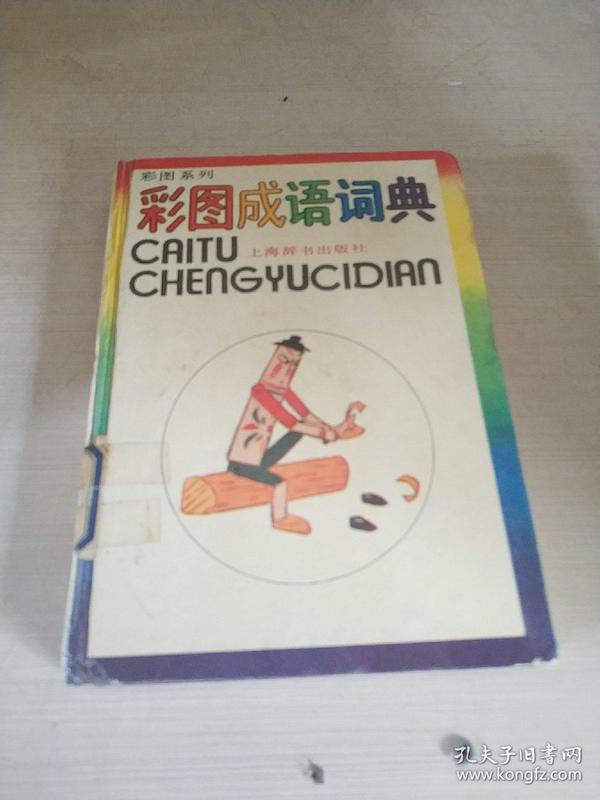 彩图系列
彩图成语词典
CAITU
上海辞书出版社
CHENGYUCIDIAN
孔夫子旧书网
www.kongfz.com